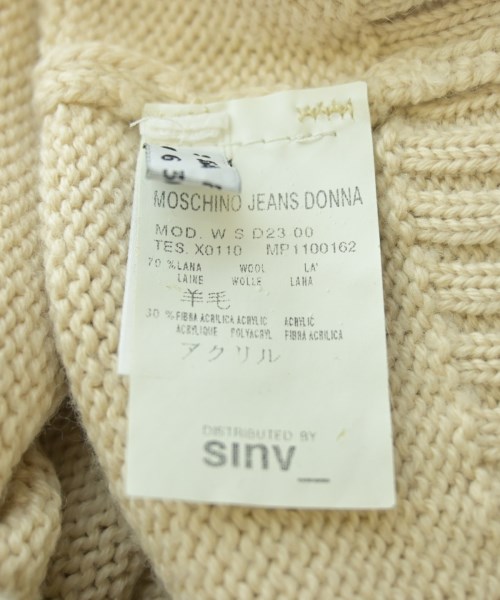 MOSCHINO JEANS DONNA
MOD. W S D23 00
TES. X0110 MP1100162
70 % LANA WOOL LA'
LAINE WOLLE LANA
羊毛
30 % FIBRA ACRILICA ACRYLIC ACRYLIC
ACRYLIQUE POLYACRYL FIBRA ACRILICA
アクリル
DISTRIBUTED BY
sinv_